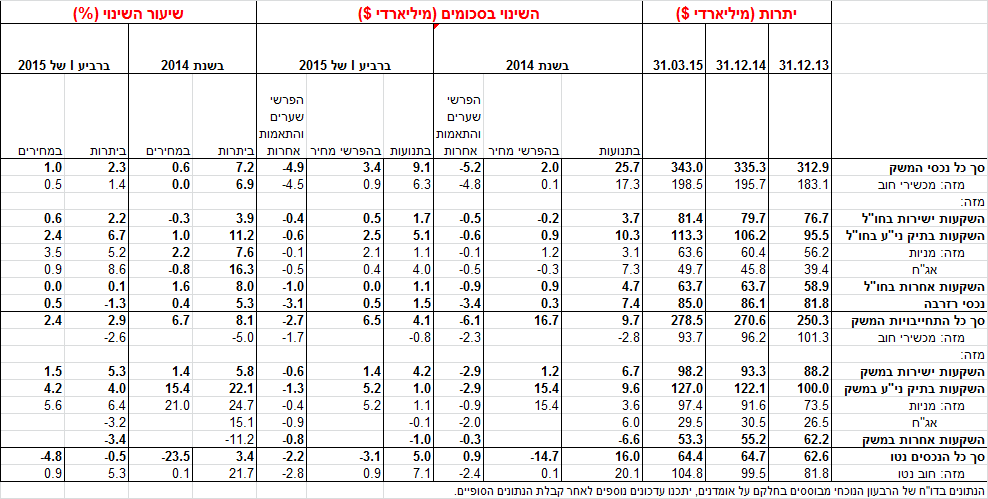 יתרות (מיליארדי $) השינוי בסכומים (מיליארדי $) שיעור השינוי (%)
31.12.13 31.12.14 31.03.15 בשנת 2014 ברביע I של 2015 בשנת 2014 ברביע I של 2015
בתנועות בהפרשי מחיר הפרשי שערים והתאמות אחרות בתנועות בהפרשי מחיר הפרשי שערים והתאמות אחרות ביתרות במחירים ביתרות במחירים
סך כל נכסי המשק 312.9 335.3 343.0 25.7 2.0 -5.2 9.1 3.4 -4.9 7.2 0.6 2.3 1.0
מזה: מכשירי חוב 183.1 195.7 198.5 17.3 0.1 -4.8 6.3 0.9 -4.5 6.9 0.0 1.4 0.5
מזה:
השקעות ישירות בחו"ל 76.7 79.7 81.4 3.7 -0.2 -0.5 1.7 0.5 -0.4 3.9 -0.3 2.2 0.6
השקעות בתיק ני"ע בחו"ל 95.5 106.2 113.3 10.3 0.9 -0.6 5.1 2.5 -0.6 11.2 1.0 6.7 2.4
מזה: מניות 56.2 60.4 63.6 3.1 1.2 -0.1 1.1 2.1 -0.1 7.6 2.2 5.2 3.5
אג"ח 39.4 45.8 49.7 7.3 -0.3 -0.5 4.0 0.4 -0.5 16.3 -0.8 8.6 0.9
השקעות אחרות בחו"ל 58.9 63.7 63.7 4.7 0.9 -0.9 1.1 0.0 -1.0 8.0 1.6 0.1 0.0
נכסי רזרבה 81.8 86.1 85.0 7.4 0.3 -3.4 1.5 0.5 -3.1 5.3 0.4 -1.3 0.5
סך כל התחייבויות המשק 250.3 270.6 278.5 9.7 16.7 -6.1 4.1 6.5 -2.7 8.1 6.7 2.9 2.4
מזה: מכשירי חוב 101.3 96.2 93.7 -2.8 -2.3 -0.8 -1.7 -5.0 -2.6
מזה:
השקעות ישירות במשק 88.2 93.3 98.2 6.7 1.2 -2.9 4.2 1.4 -0.6 5.8 1.4 5.3 1.5
השקעות בתיק ני"ע במשק 100.0 122.1 127.0 9.6 15.4 -2.9 1.0 5.2 -1.3 22.1 15.4 4.0 4.2
מזה: מניות 73.5 91.6 97.4 3.6 15.4 -0.9 1.1 5.2 -0.4 24.7 21.0 6.4 5.6
אג"ח 26.5 30.5 29.5 6.0 -2.0 -0.1 -0.9 15.1 -3.2
השקעות אחרות במשק 62.2 55.2 53.3 -6.6 -0.3 -1.0 -0.8 -11.2 -3.4
סך כל הנכסים נטו 62.6 64.7 64.4 16.0 -14.7 0.9 5.0 -3.1 -2.2 3.4 -23.5 -0.5 -4.8
מזה: חוב נטו 81.8 99.5 104.8 20.1 0.1 -2.4 7.1 0.9 -2.8 21.7 0.1 5.3 0.9
הנתונים בדו"ח של הרבעון הנוכחי מבוססים בחלקם על אומדנים, יתכנו עדכונים נוספים לאחר קבלת הנתונים הסופיים.